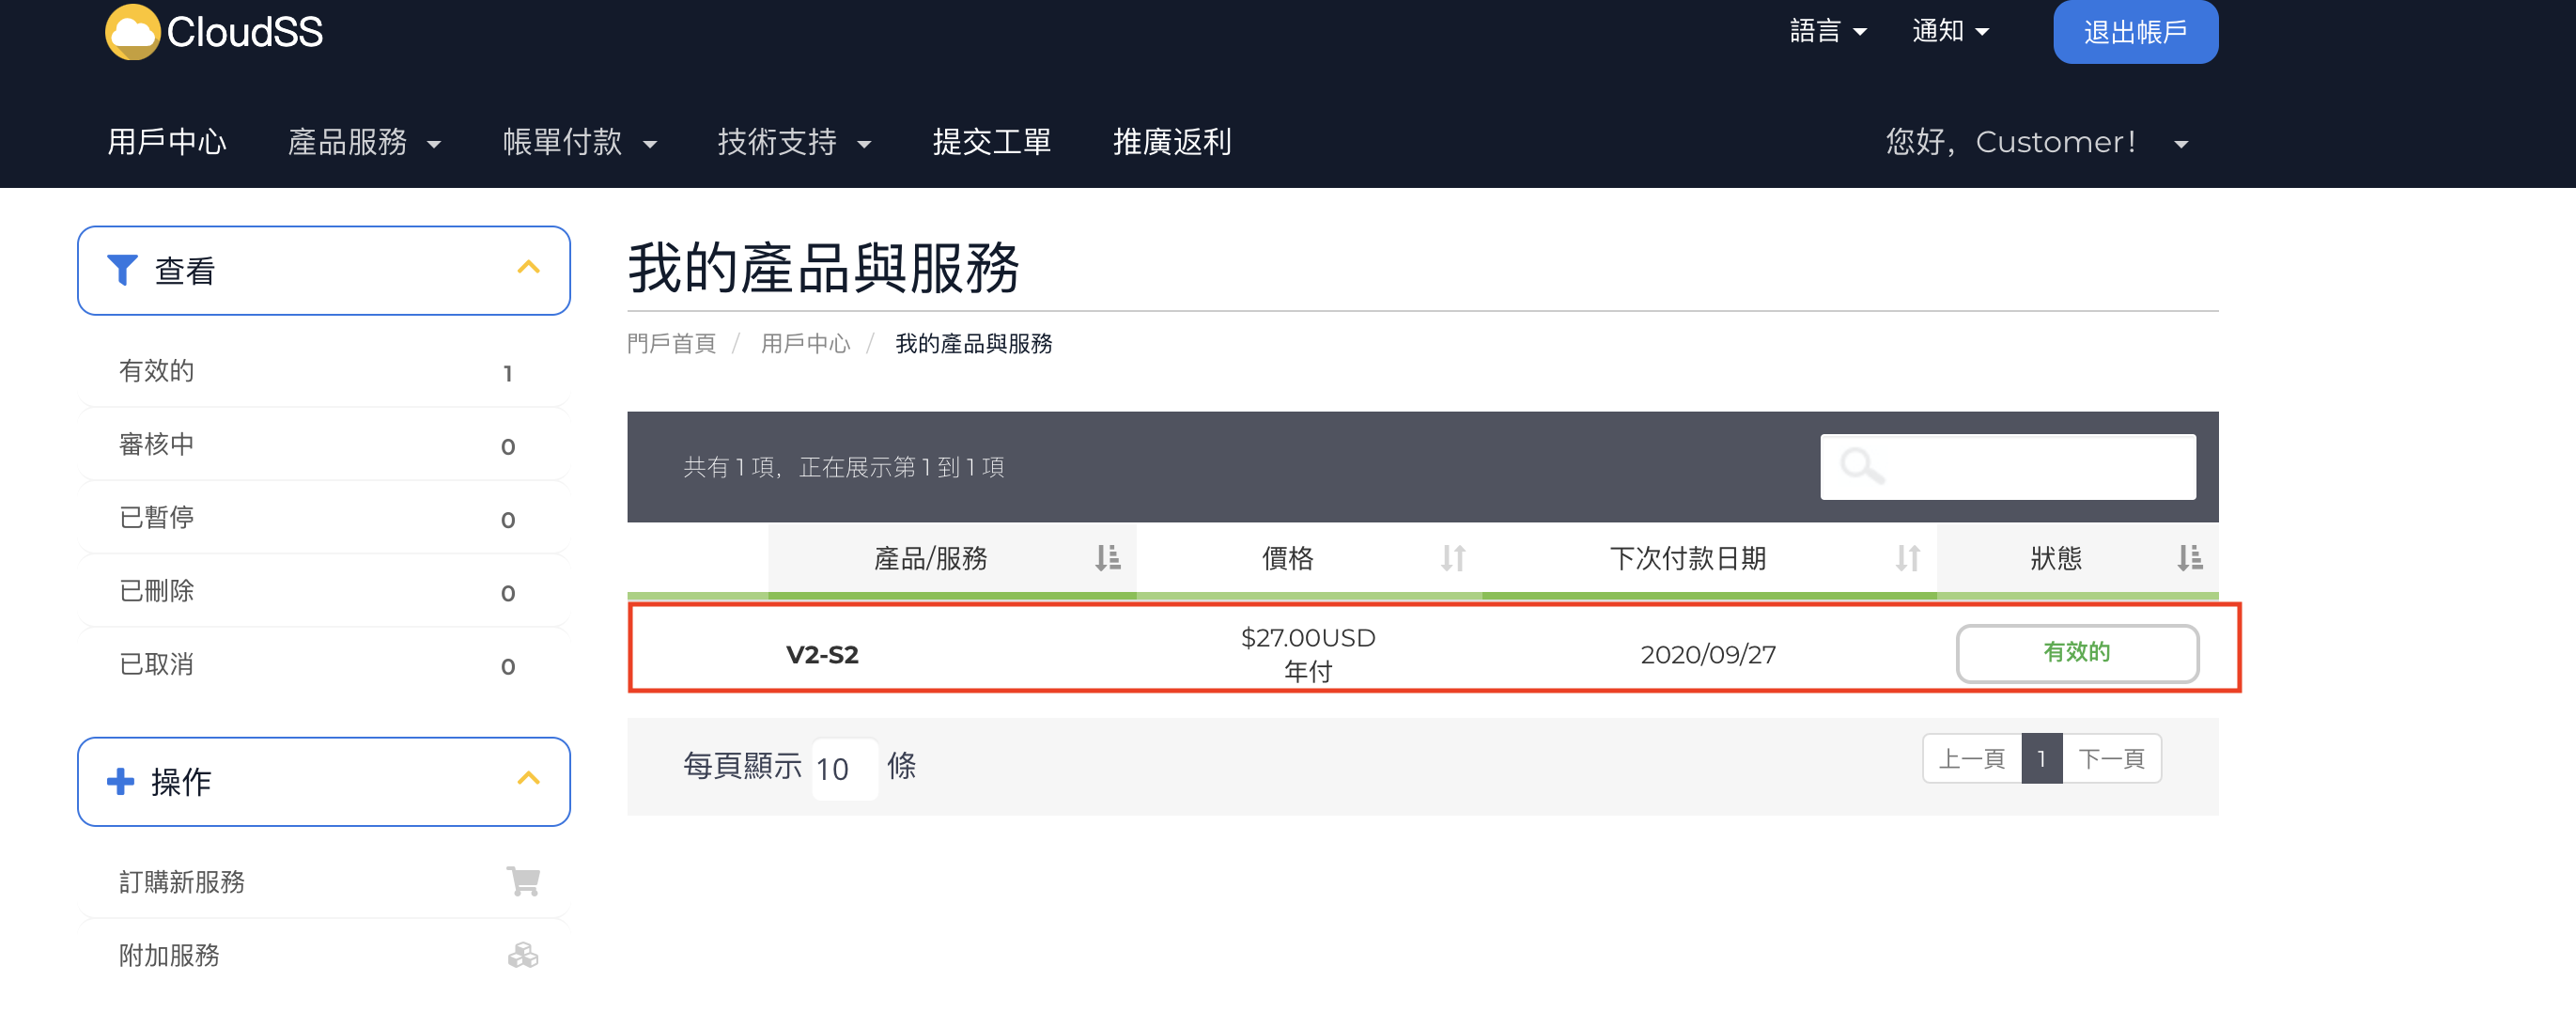 CloudSS
語言
通知
退出帳戶
用戶中心
產品服務
帳單付款
技術支持
提交工單
推廣返利
您好，Customer！
查看
有效的 1
審核中 0
已暫停 0
已刪除 0
已取消 0
操作
訂購新服務
附加服務
我的產品與服務
門戶首頁 / 用戶中心 / 我的產品與服務
共有 1 項，正在展示第 1 到 1 項
產品/服務 價格 下次付款日期 狀態
V2-S2 $27.00USD 2020/09/27 有效的
年付
每頁顯示 10 條
上一頁 1 下一頁